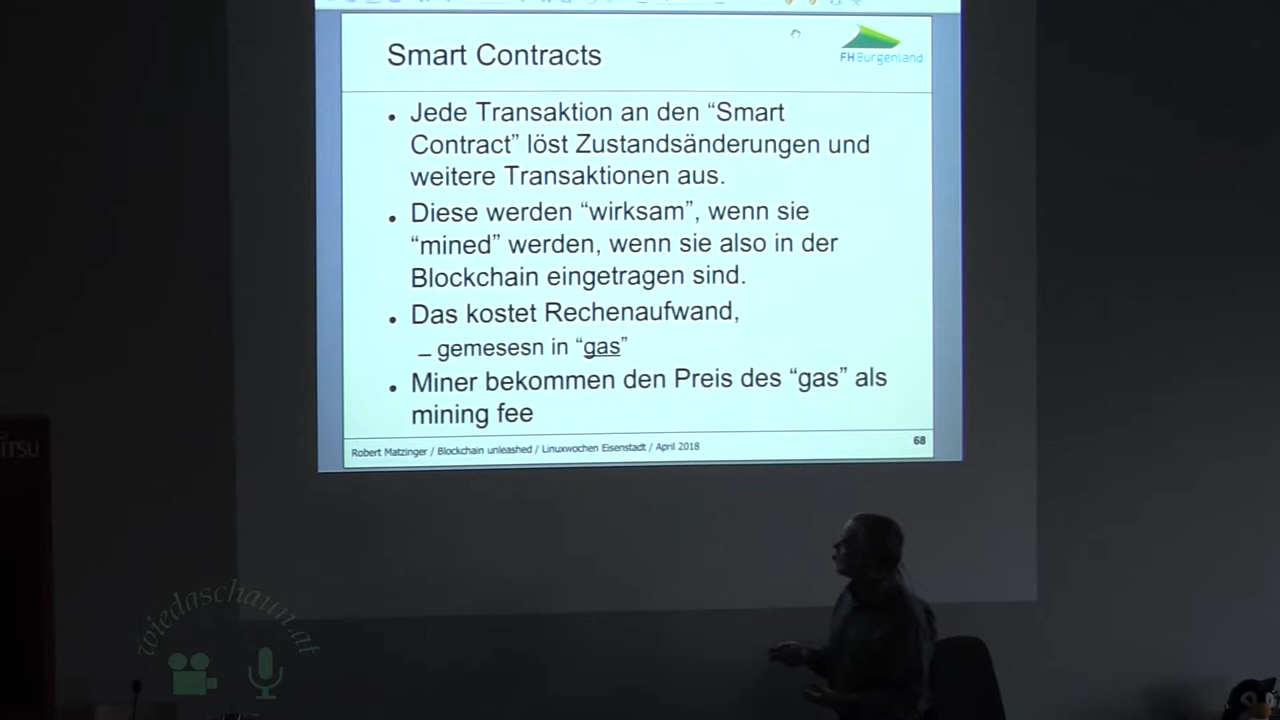 Smart Contracts
FH Burgenland
• Jede Transaktion an den “Smart
Contract” löst Zustandsänderungen und
weitere Transaktionen aus.
• Diese werden “wirksam”, wenn sie
“mined” werden, wenn sie also in der
Blockchain eingetragen sind.
• Das kostet Rechenaufwand,
– gemesesn in “gas”
• Miner bekommen den Preis des “gas” als
mining fee
Robert Matzinger / Blockchain unleashed / Linuxwochen Eisenstadt / April 2018
68
wiedaschaun.at